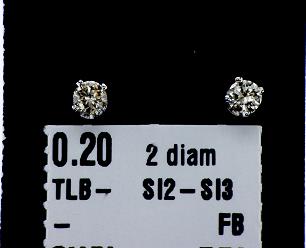 0.20 2 diam
TLB- SI2-SI3
- FB